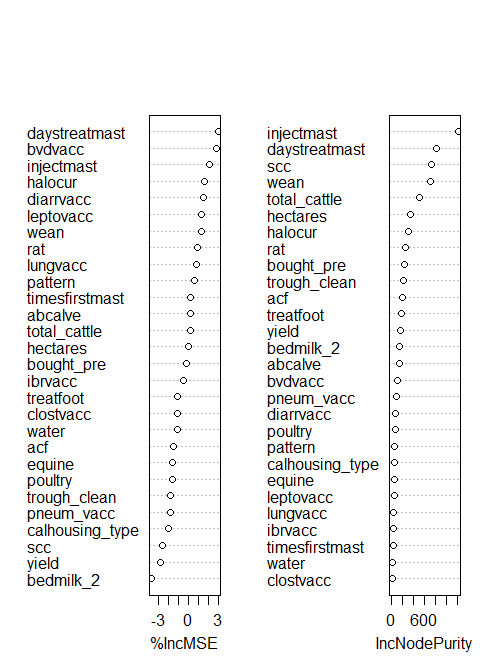 daystreatmast
bvdvacc
injectmast
halocur
diarrvacc
leptovacc
wean
rat
lungvacc
pattern
timesfirstmast
abcalve
total_cattle
hectares
bought_pre
ibrvacc
treatfoot
clostvacc
water
acf
equine
poultry
trough_clean
pneum_vacc
calhousing_type
scc
yield
bedmilk_2
-3 0 3
%IncMSE
injectmast
daystreatmast
scc
wean
total_cattle
hectares
halocur
rat
bought_pre
trough_clean
acf
treatfoot
yield
bedmilk_2
abcalve
bvdvacc
pneum_vacc
diarrvacc
poultry
pattern
calhousing_type
equine
leptovacc
lungvacc
ibrvacc
timesfirstmast
water
clostvacc
0 600
IncNodePurity